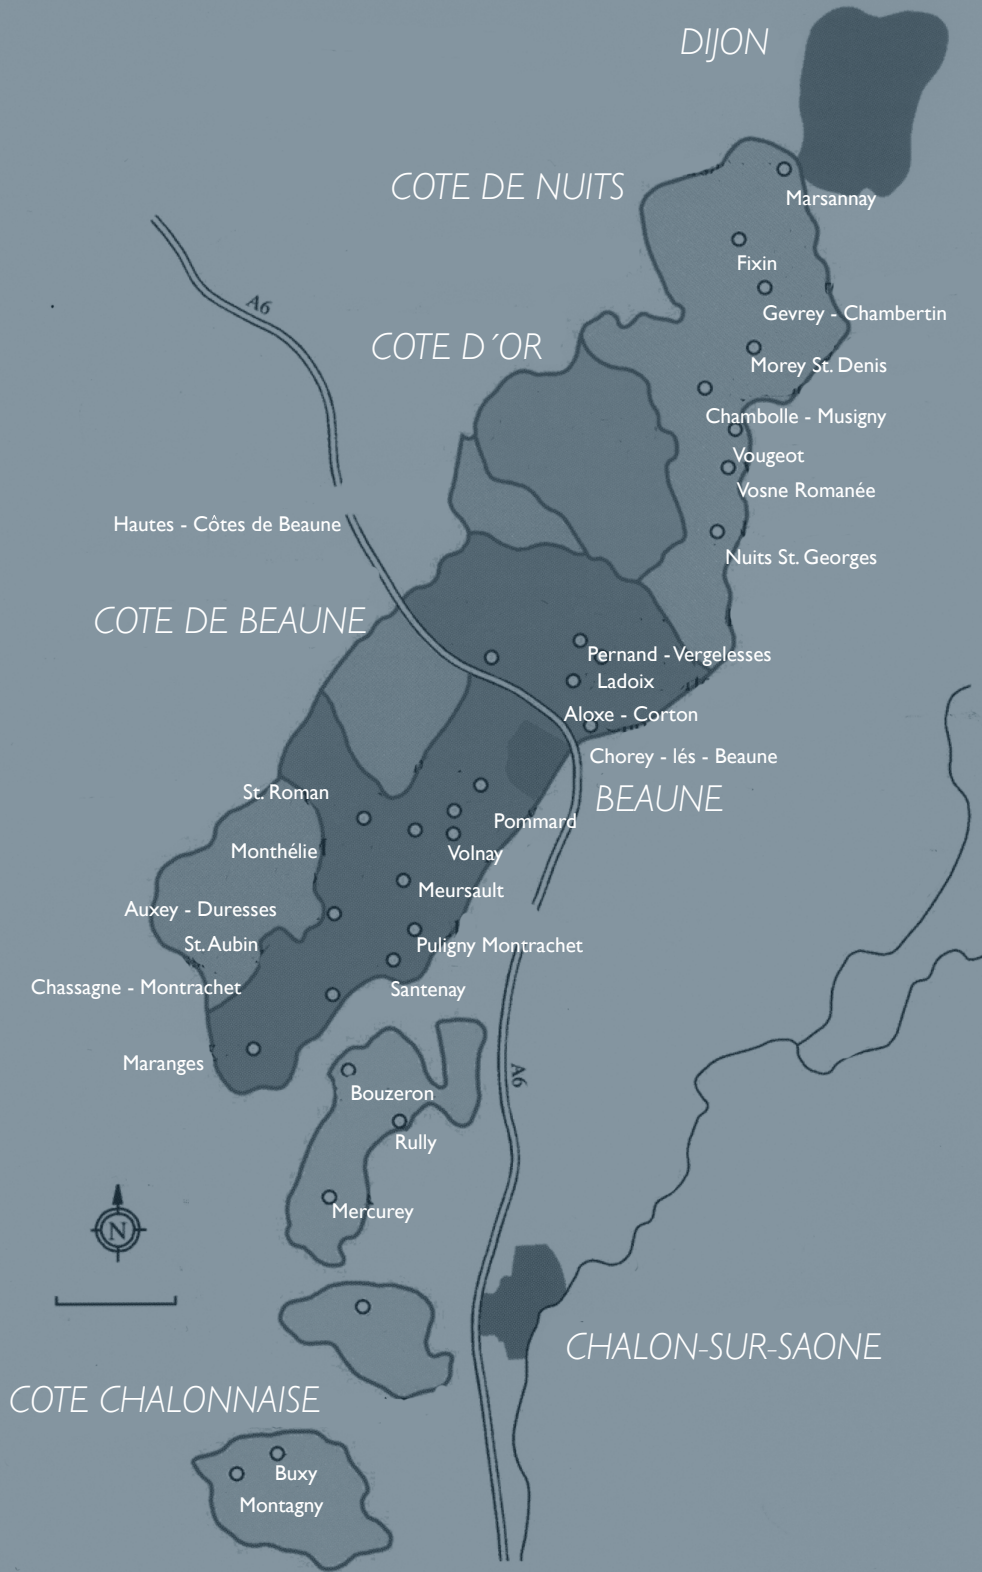 DIJON
COTE DE NUITS
Marsannay
Fixin
A6
Gevrey - Chambertin
COTE D´OR
Morey St. Denis
Chambolle - Musigny
Vougeot
Vosne Romanée
Hautes - Côtes de Beaune
Nuits St. Georges
COTE DE BEAUNE
Pernand - Vergelesses
Ladoix
Aloxe - Corton
Chorey - lés - Beaune
St. Roman
BEAUNE
Pommard
Monthélie
Volnay
Meursault
Auxey - Duresses
St. Aubin
Puligny Montrachet
Chassagne - Montrachet
Santenay
Maranges
A6
Bouzeron
Rully
Mercurey
N
CHALON-SUR-SAONE
COTE CHALONNAISE
Buxy
Montagny